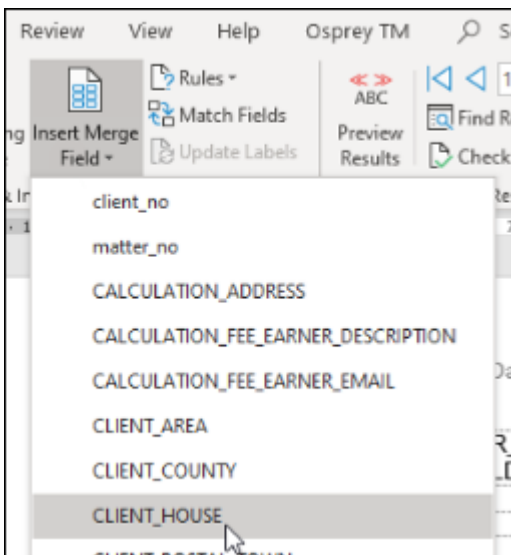 Review View Help Osprey TM
Rules
Match Fields
Update Labels
Insert Merge
Field
ABC
Preview
Results
1
Find
Check
client_no
matter_no
CALCULATION_ADDRESS
CALCULATION_FEE_EARNER_DESCRIPTION
CALCULATION_FEE_EARNER_EMAIL
CLIENT_AREA
CLIENT_COUNTY
CLIENT_HOUSE